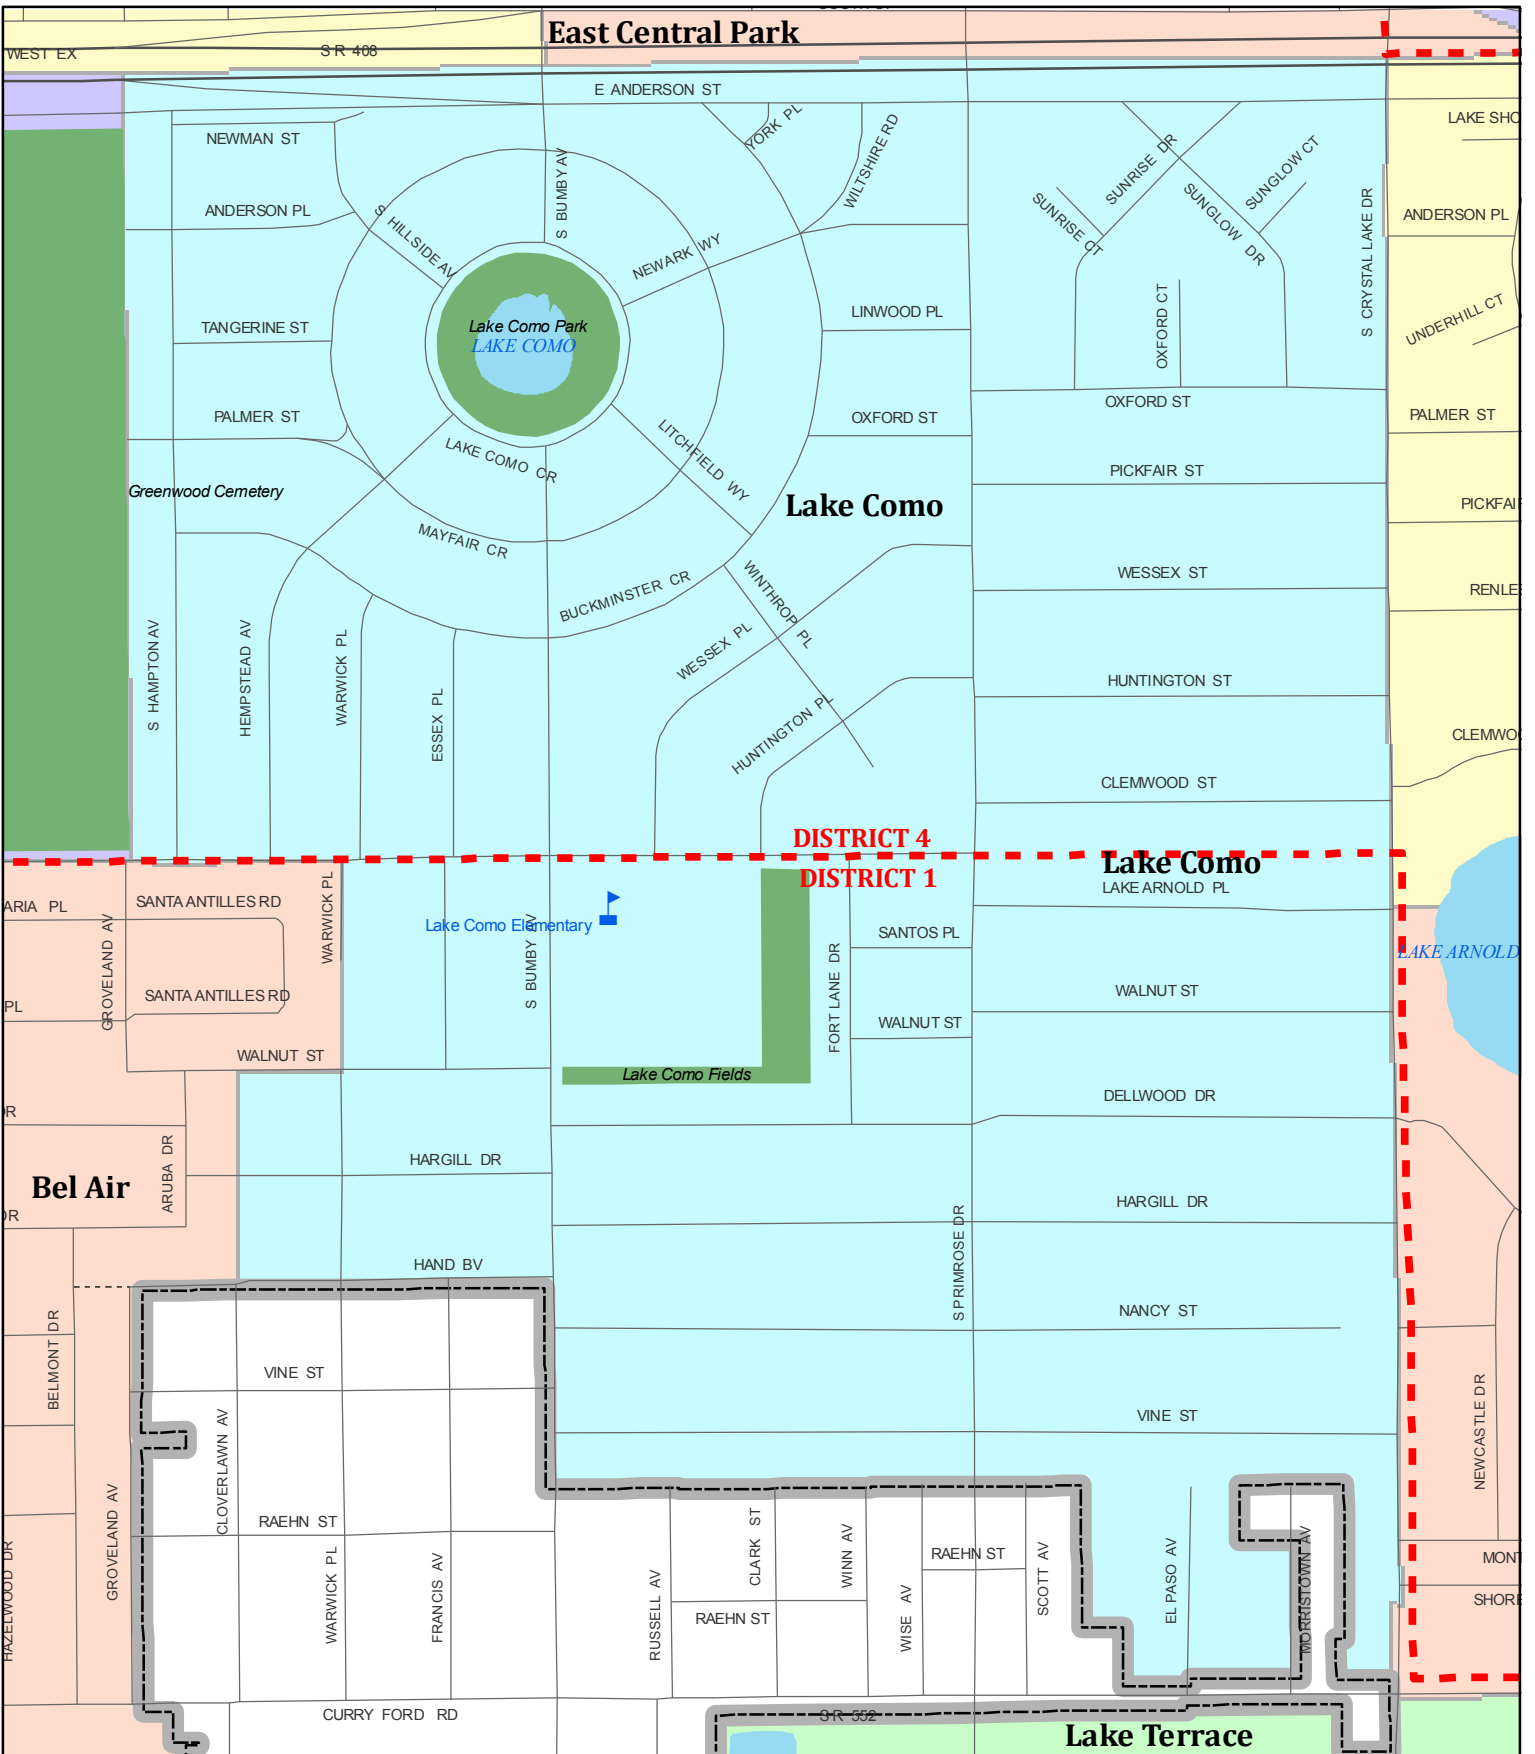 East Central Park
WEST EX
S R 408
E ANDERSON ST
LAKE SHO
NEWMAN ST
YORK PL
WILTSHIRE RD
S BUMBY AV
SUNRISE DR
SUNGLOW CT
SUNRISE CT
SUNGLOW DR
S CRYSTAL LAKE DR
ANDERSON PL
S HILLSIDE AV
NEWARK WY
ANDERSON PL
TANGERINE ST
Lake Como Park
LAKE COMO
LINWOOD PL
OXFORD CT
UNDERHILL CT
PALMER ST
LAKE COMO CR
LITCHFIELD WY
OXFORD ST
OXFORD ST
PALMER ST
Greenwood Cemetery
MAYFAIR CR
Lake Como
PICKFAIR ST
PICKFAI
BUCKMINSTER CR
WINTHROP PL
WESSEX ST
RENLE
S HAMPTON AV
HEMPSTEAD AV
WARWICK PL
ESSEX PL
WESSEX PL
HUNTINGTON PL
HUNTINGTON ST
CLEMWOO
CLEMWOOD ST
DISTRICT 4
DISTRICT 1
Lake Como
LAKE ARNOLD PL
ARIA PL
SANTA ANTILLES RD
WARWICK PL
GROVELAND AV
Lake Como Elementary
S BUMBY AV
SANTOS PL
FORT LANE DR
LAKE ARNOLD
PL
SANTA ANTILLES RD
WALNUT ST
WALNUT ST
WALNUT ST
Lake Como Fields
DELLWOOD DR
DR
ARUBA DR
Bel Air
HARGILL DR
HARGILL DR
DR
S PRIMROSE DR
HAND BV
NANCY ST
BELMONT DR
VINE ST
VINE ST
NEWCASTLE DR
CLOVERLAWN AV
GROVELAND AV
RAEHN ST
HAZELWOOD DR
WARWICK PL
FRANCIS AV
RUSSELL AV
CLARK ST
WINN AV
WISE AV
RAEHN ST
RAEHN ST
SCOTT AV
EL PASO AV
MORRISTOWN AV
MONT
SHORE
CURRY FORD RD
S R 552
Lake Terrace